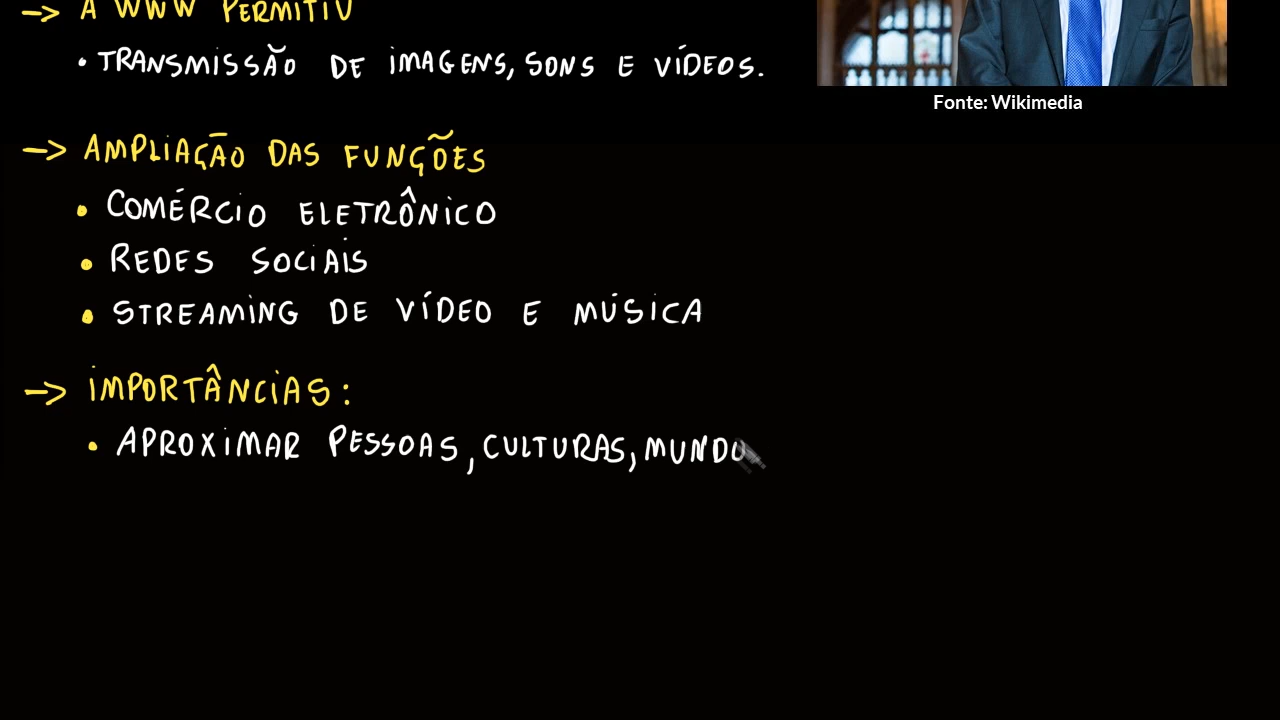 -> A WWW PERMITIU
• TRANSMISSÃO DE IMAGENS, SONS E VÍDEOS.
Fonte: Wikimedia
-> AMPLIAÇÃO DAS FUNÇÕES
• COMÉRCIO ELETRÔNICO
• REDES SOCIAIS
• STREAMING DE VÍDEO E MÚSICA
-> IMPORTÂNCIAS:
• APROXIMAR PESSOAS, CULTURAS, MUNDO